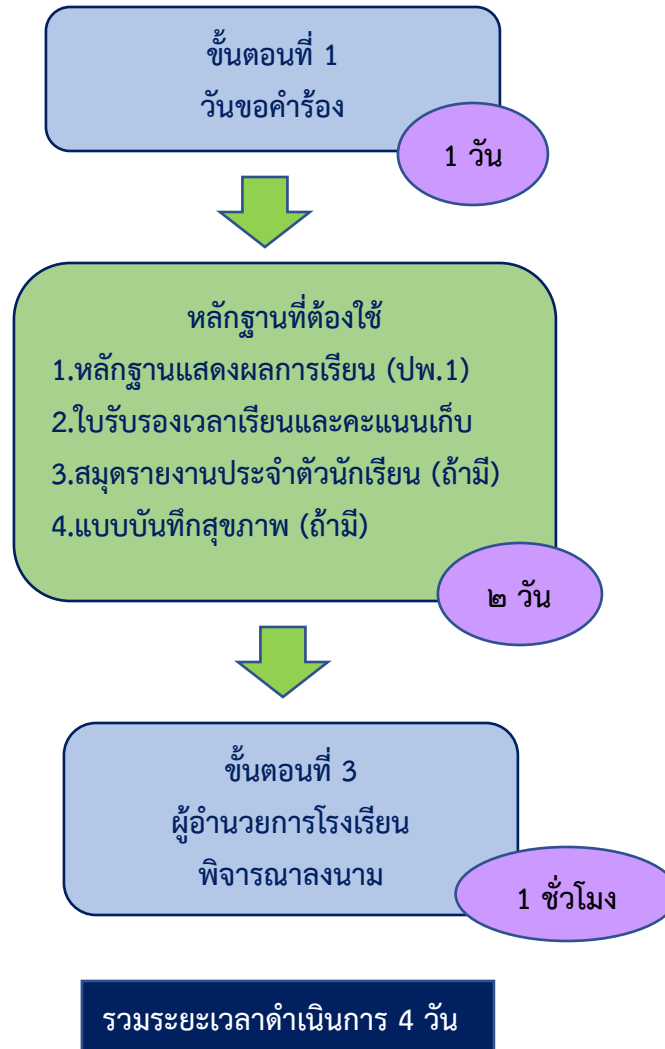 ขั้นตอนที่ 1
วันขอคำร้อง
1 วัน
หลักฐานที่ต้องใช้
1.หลักฐานแสดงผลการเรียน (ปพ.1)
2.ใบรับรองเวลาเรียนและคะแนนเก็บ
3.สมุดรายงานประจำตัวนักเรียน (ถ้ามี)
4.แบบบันทึกสุขภาพ (ถ้ามี)
๒ วัน
ขั้นตอนที่ 3
ผู้อำนวยการโรงเรียน
พิจารณาลงนาม
1 ชั่วโมง
รวมระยะเวลาดำเนินการ 4 วัน